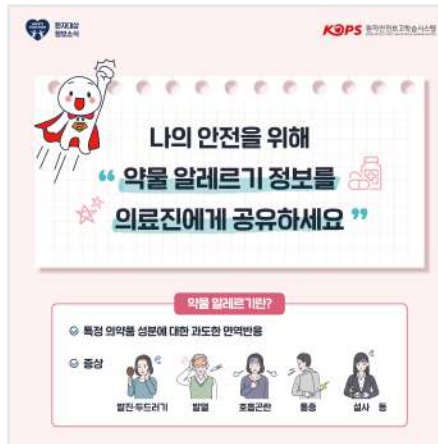 환자대상
정보소식
KOPS 환자안전보고학습시스템
나의 안전을 위해
“ 약물 알레르기 정보를
의료진에게 공유하세요 ”
약물 알레르기란?
특정 의약품 성분에 대한 과도한 면역반응
증상
발진·두드러기 발열 호흡곤란 통증 설사 등